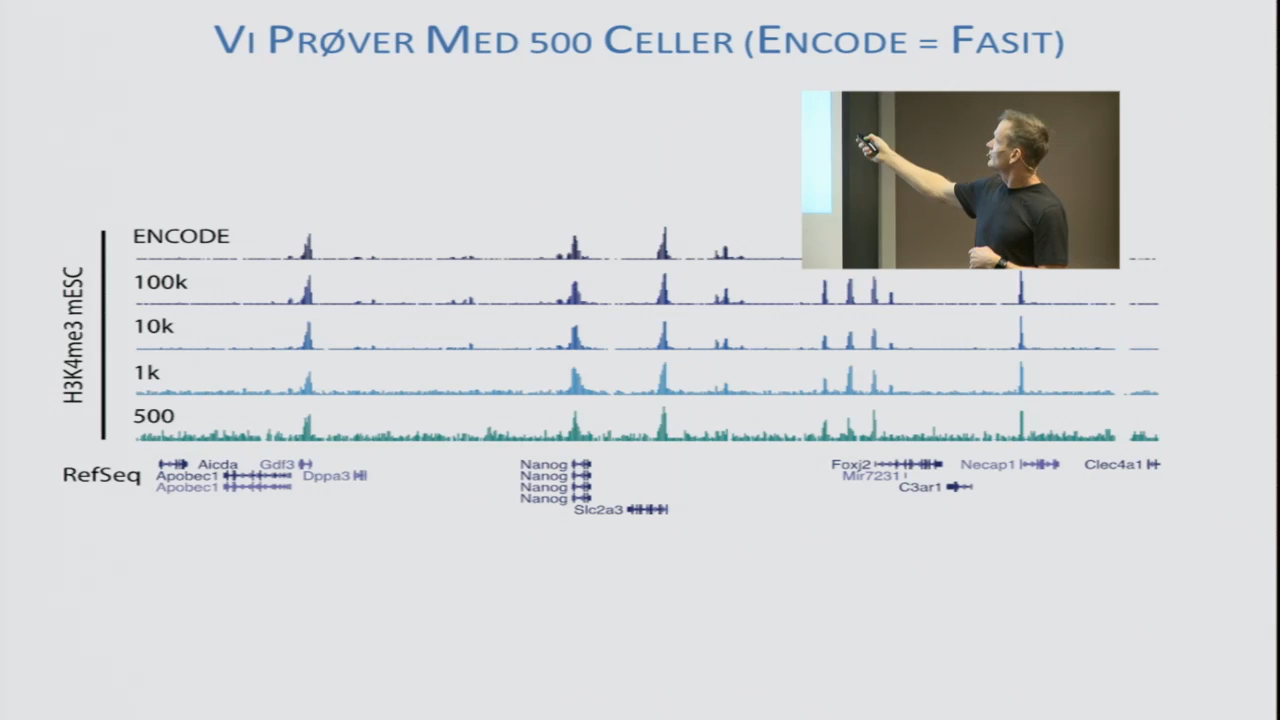 Vi Prøver Med 500 Celler (Encode = Fasit)
H3K4me3 mESC
ENCODE
100k
10k
1k
500
RefSeq
Aicda Gdf3 Nanog Foxj2 Necap1 Clec4a1
Apobec1 Dppa3 Nanog Mir7231
Apobec1 Nanog C3ar1
Nanog
Slc2a3